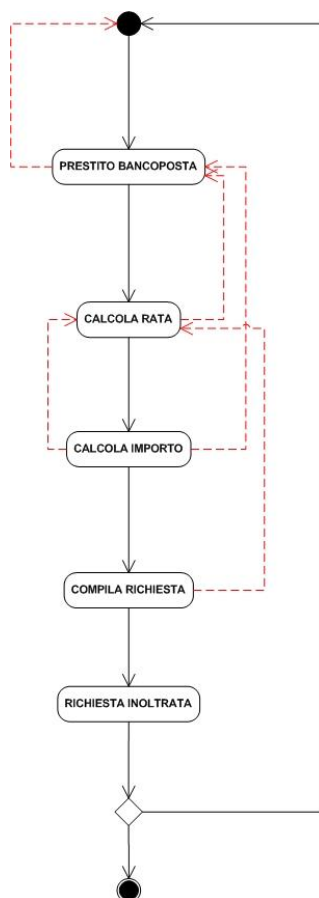 PRESTITO BANCOPOSTA
CALCOLA RATA
CALCOLA IMPORTO
COMPILA RICHIESTA
RICHIESTA INOLTRATA